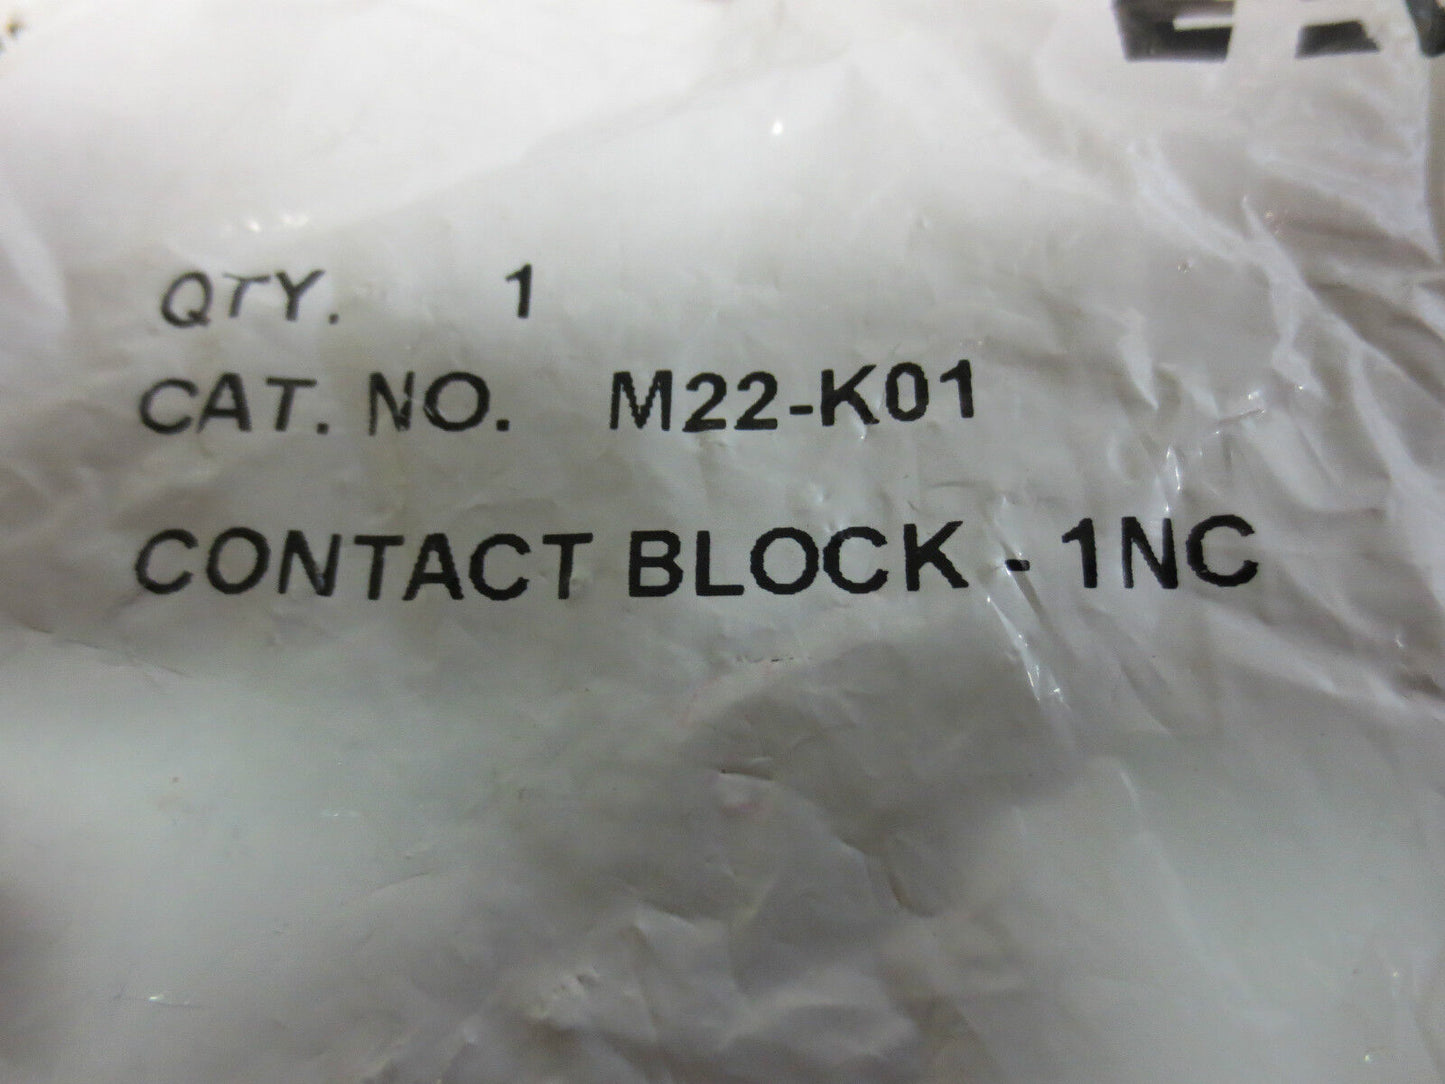 QTY. 1
CAT. NO. M22-K01
CONTACT BLOCK - 1NC